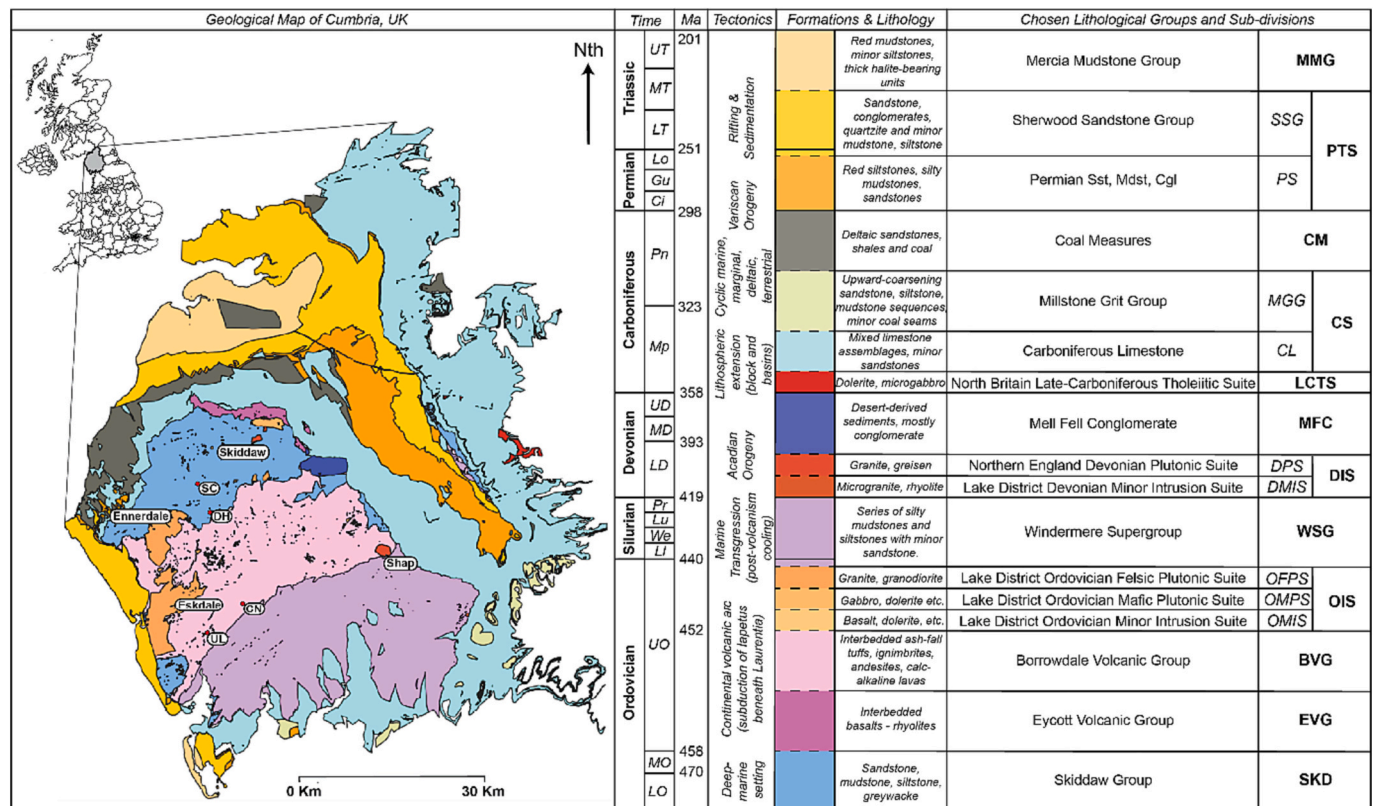 Geological Map of Cumbria, UK
Time
Ma
Tectonics
Formations & Lithology
Chosen Lithological Groups and Sub-divisions
Nth
Skiddaw
SC
Ennerdale
DH
Shap
Eskdale
CN
UL
0 Km
30 Km
Triassic
UT
MT
LT
Permian
Lo
Gu
Ci
Carboniferous
Pn
Mp
Devonian
UD
MD
LD
Silurian
Pr
Lu
We
Ll
Ordovician
UO
MO
LO
201
251
298
323
358
393
419
440
452
458
470
Rifting &
Sedimentation
Variscan
Orogeny
Cyclic marine,
marginal,
deltaic,
terrestrial
Lithospheric
extension
(block and
basins)
Acadian
Orogeny
Marine
Transgression
(post-volcanism
cooling)
Continental volcanic arc
(subduction of Iapetus
beneath Laurentia)
Deep-
marine
setting
Red mudstones,
minor siltstones,
thick halite-bearing
units
Mercia Mudstone Group
MMG
Sandstone,
conglomerates,
quartzite and minor
mudstone, siltstone
Sherwood Sandstone Group
SSG
PTS
Red siltstones, silty
mudstones,
sandstones
Permian Sst, Mdst, Cgl
PS
Deltaic sandstones,
shales and coal
Coal Measures
CM
Upward-coarsening
sandstone, siltstone,
mudstone sequences,
minor coal seams
Millstone Grit Group
MGG
CS
Mixed limestone
assemblages, minor
sandstones
Carboniferous Limestone
CL
Dolerite, microgabbro
North Britain Late-Carboniferous Tholeiitic Suite
LCTS
Desert-derived
sediments, mostly
conglomerate
Mell Fell Conglomerate
MFC
Granite, greisen
Northern England Devonian Plutonic Suite
DPS
DIS
Microgranite, rhyolite
Lake District Devonian Minor Intrusion Suite
DMIS
Series of silty
mudstones and
siltstones with minor
sandstone.
Windermere Supergroup
WSG
Granite, granodiorite
Lake District Ordovician Felsic Plutonic Suite
OFPS
Gabbro, dolerite etc.
Lake District Ordovician Mafic Plutonic Suite
OMPS
OIS
Basalt, dolerite, etc.
Lake District Ordovician Minor Intrusion Suite
OMIS
Interbedded ash-fall
tuffs, ignimbrites,
andesites, calc-
alkaline lavas
Borrowdale Volcanic Group
BVG
Interbedded
basalts - rhyolites
Eycott Volcanic Group
EVG
Sandstone,
mudstone, siltstone,
greywacke
Skiddaw Group
SKD